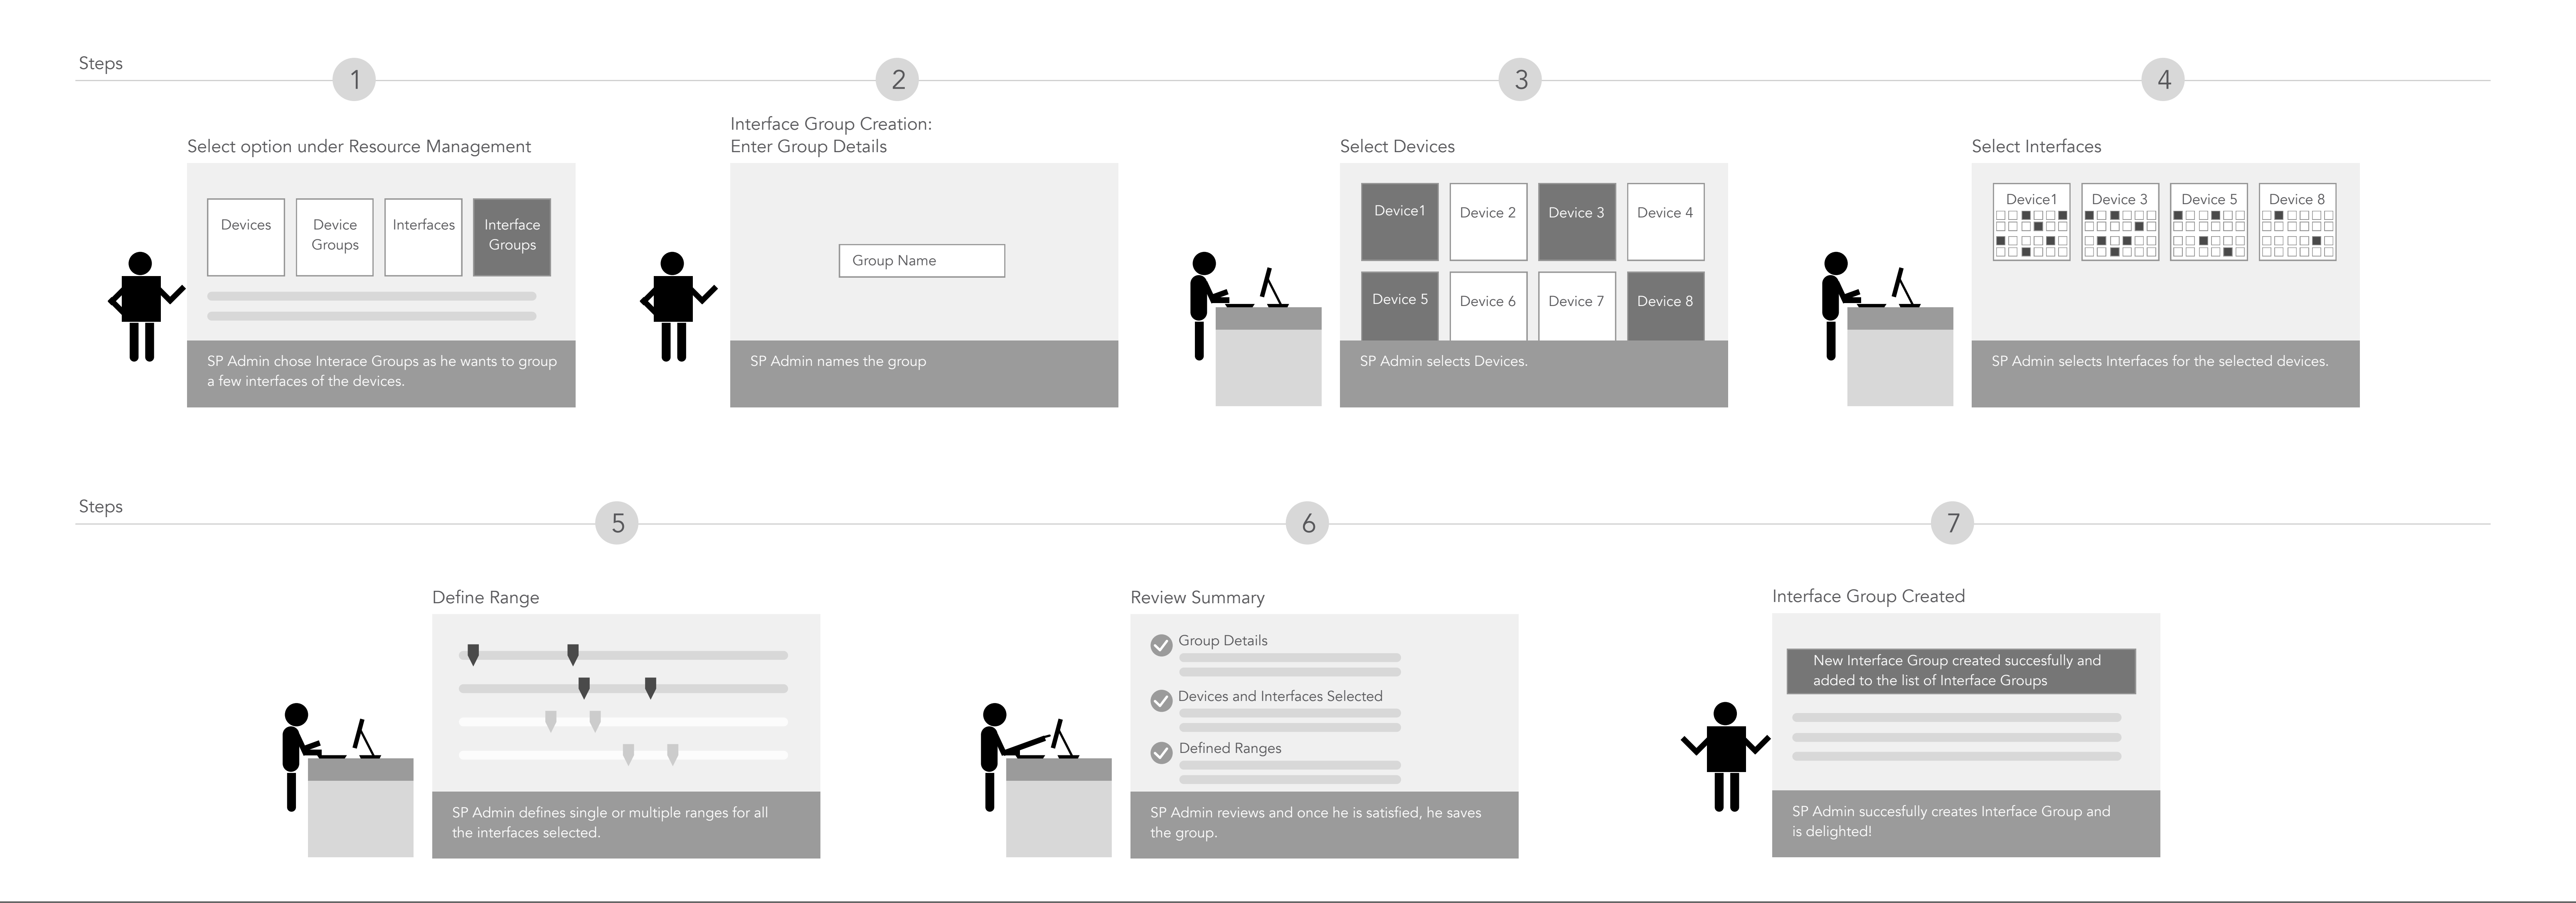 Steps
1
2
3
4
Select option under Resource Management
Devices
Device
Groups
Interfaces
Interface
Groups
SP Admin chose Interace Groups as he wants to group
a few interfaces of the devices.
Interface Group Creation:
Enter Group Details
Group Name
SP Admin names the group
Select Devices
Device1
Device 2
Device 3
Device 4
Device 5
Device 6
Device 7
Device 8
SP Admin selects Devices.
Select Interfaces
Device1
Device 3
Device 5
Device 8
SP Admin selects Interfaces for the selected devices.
Steps
5
6
7
Define Range
SP Admin defines single or multiple ranges for all
the interfaces selected.
Review Summary
Group Details
Devices and Interfaces Selected
Defined Ranges
SP Admin reviews and once he is satisfied, he saves
the group.
Interface Group Created
New Interface Group created succesfully and
added to the list of Interface Groups
SP Admin succesfully creates Interface Group and
is delighted!